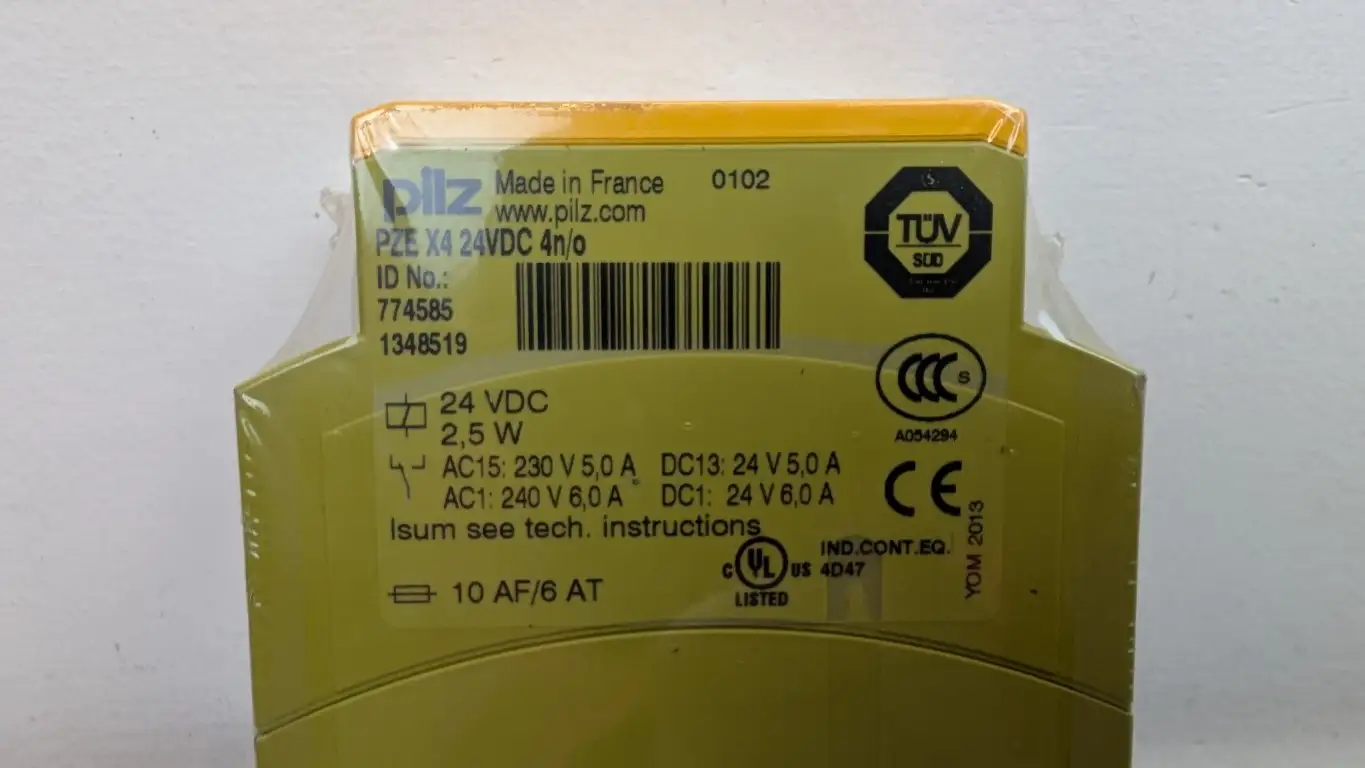 pilz Made in France 0102
www.pilz.com
PZE X4 24VDC 4n/o
ID No.:
774585
1348519
S
TÜV
SÜD
CCC S
A054294
24 VDC
2,5 W
AC15: 230 V 5,0 A DC13: 24 V 5,0 A
AC1: 240 V 6,0 A DC1: 24 V 6,0 A
Isum see tech. instructions
CE
YOM 2013
C UL US IND.CONT.EQ.
4D47
LISTED
10 AF/6 AT